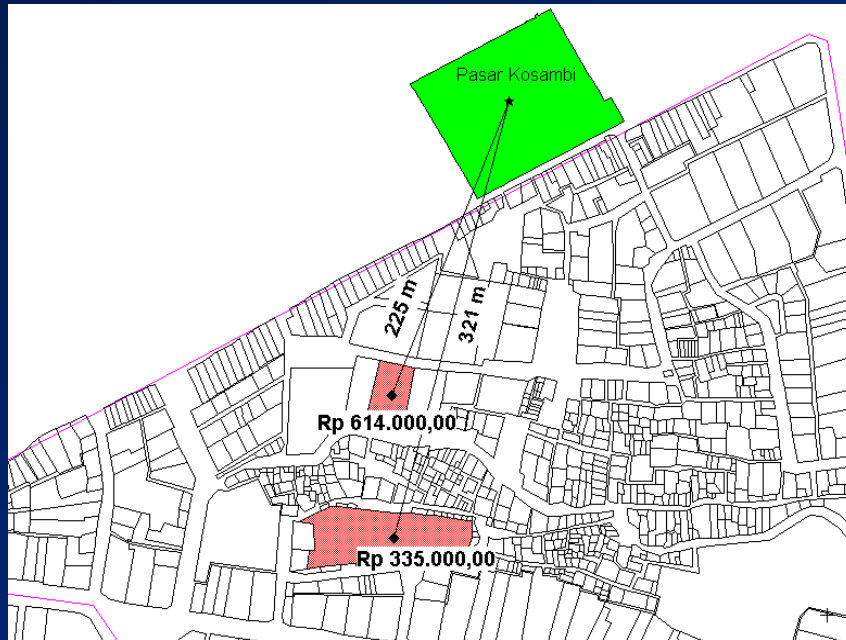 Pasar Kosambi
225 m
321 m
Rp 614.000,00
Rp 335.000,00